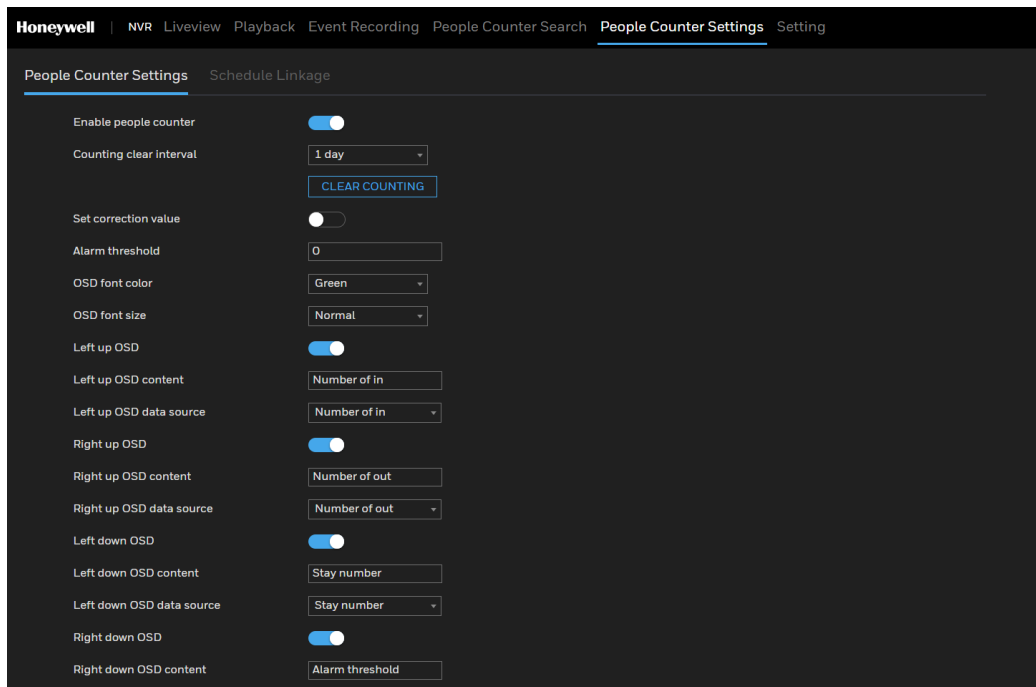 Honeywell | NVR Liveview Playback Event Recording People Counter Search People Counter Settings Setting
People Counter Settings Schedule Linkage
Enable people counter
Counting clear interval 1 day
CLEAR COUNTING
Set correction value
Alarm threshold 0
OSD font color Green
OSD font size Normal
Left up OSD
Left up OSD content Number of in
Left up OSD data source Number of in
Right up OSD
Right up OSD content Number of out
Right up OSD data source Number of out
Left down OSD
Left down OSD content Stay number
Left down OSD data source Stay number
Right down OSD
Right down OSD content Alarm threshold